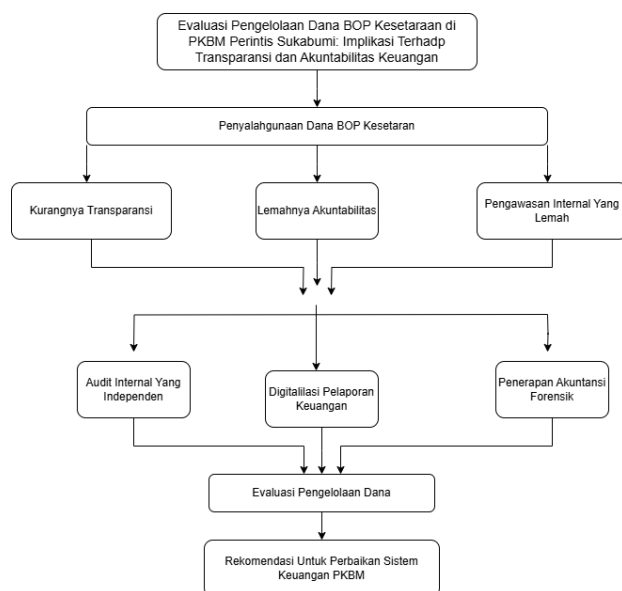 Evaluasi Pengelolaan Dana BOP Kesetaraan di
PKBM Perintis Sukabumi: Implikasi Terhadp
Transparansi dan Akuntabilitas Keuangan
Penyalahgunaan Dana BOP Kesetaran
Kurangnya Transparansi
Lemahnya Akuntabilitas
Pengawasan Internal Yang
Lemah
Audit Internal Yang
Independen
Digitalilasi Pelaporan
Keuangan
Penerapan Akuntansi
Forensik
Evaluasi Pengelolaan Dana
Rekomendasi Untuk Perbaikan Sistem
Keuangan PKBM